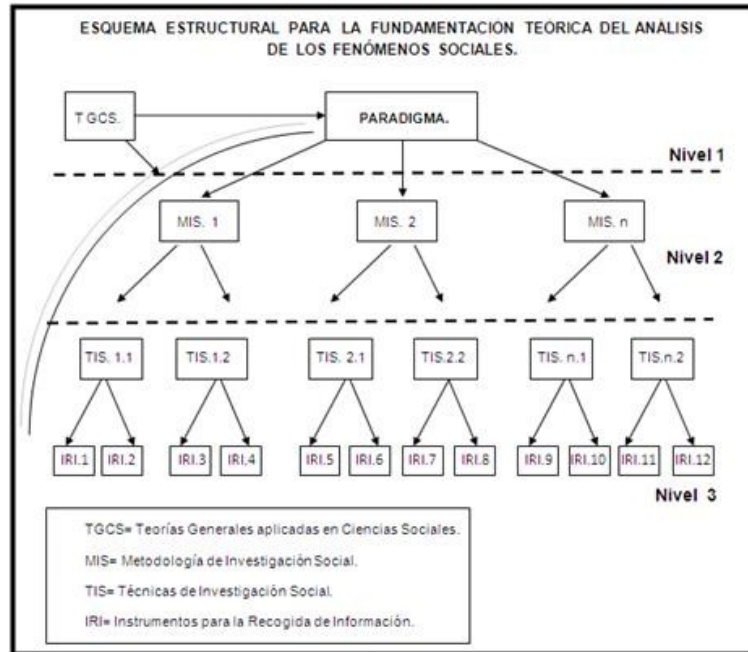 ESQUEMA ESTRUCTURAL PARA LA FUNDAMENTACIÓN TEÓRICA DEL ANÁLISIS
DE LOS FENÓMENOS SOCIALES.
TGCS.
PARADIGMA.
Nivel 1
MIS. 1
MIS. 2
MIS. n
Nivel 2
TIS. 1.1
TIS.1.2
TIS. 2.1
TIS.2.2
TIS. n.1
TIS.n.2
IRI.1
IRI.2
IRI.3
IRI.4
IRI.5
IRI.6
IRI.7
IRI.8
IRI.9
IRI.10
IRI.11
IRI.12
Nivel 3
TGCS= Teorías Generales aplicadas en Ciencias Sociales.
MIS= Metodología de Investigación Social.
TIS= Técnicas de Investigación Social.
IRI= Instrumentos para la Recogida de Información.